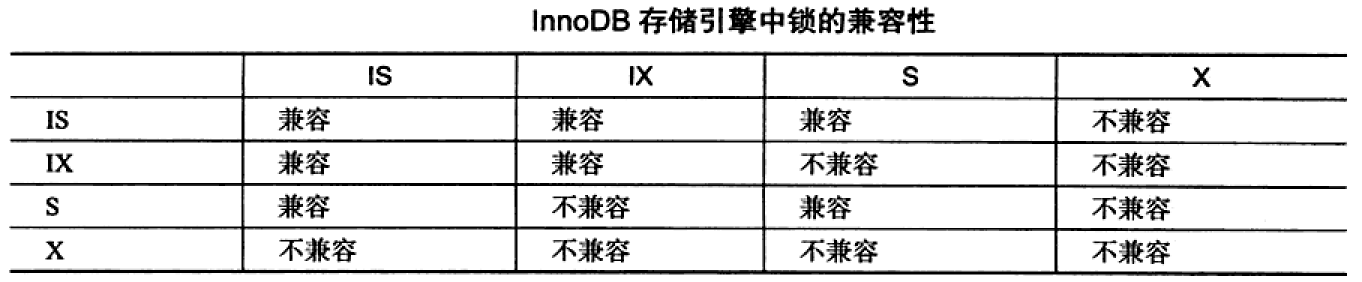 InnoDB 存储引擎中锁的兼容性
IS IX S X
IS 兼容 兼容 兼容 不兼容
IX 兼容 兼容 不兼容 不兼容
S 兼容 不兼容 兼容 不兼容
X 不兼容 不兼容 不兼容 不兼容